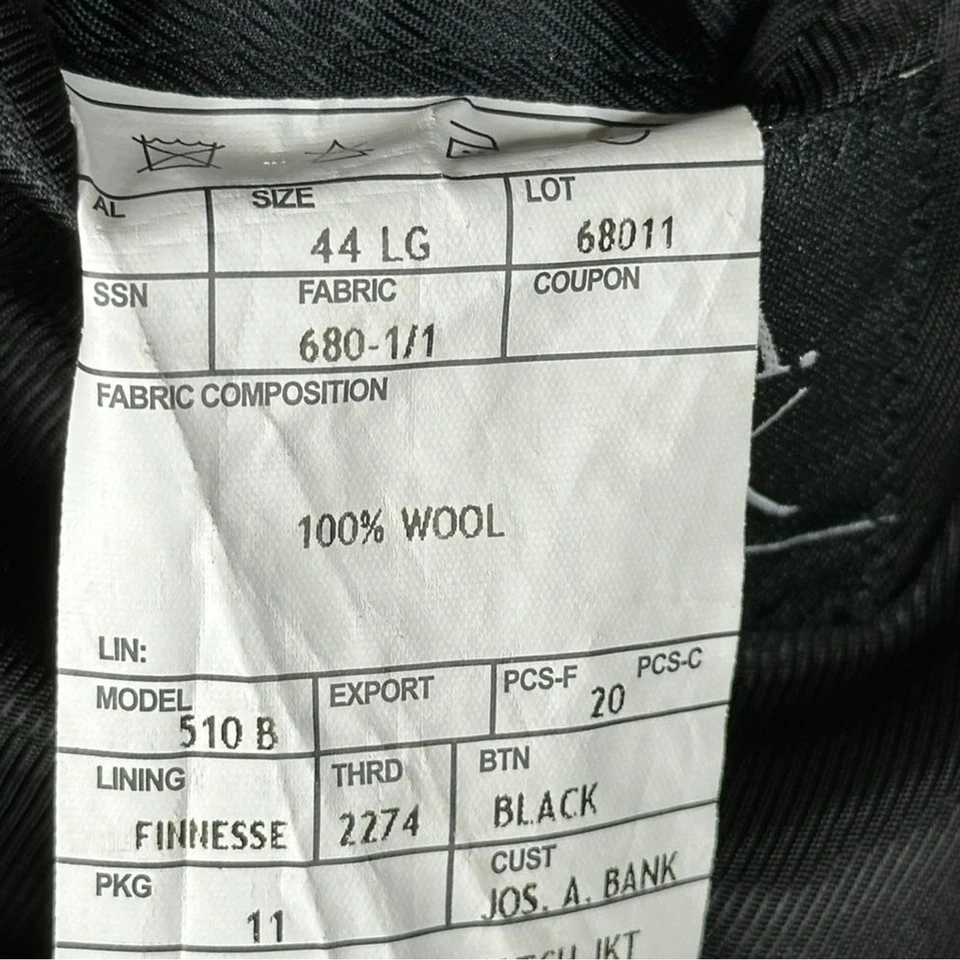 AL SIZE LOT
44 LG 68011
SSN FABRIC COUPON
680-1/1
FABRIC COMPOSITION
100% WOOL
LIN:
MODEL EXPORT PCS-F PCS-C
510 B 20
LINING THRD BTN
FINNESSE 2274 BLACK
PKG CUST
11 JOS. A. BANK
JKT